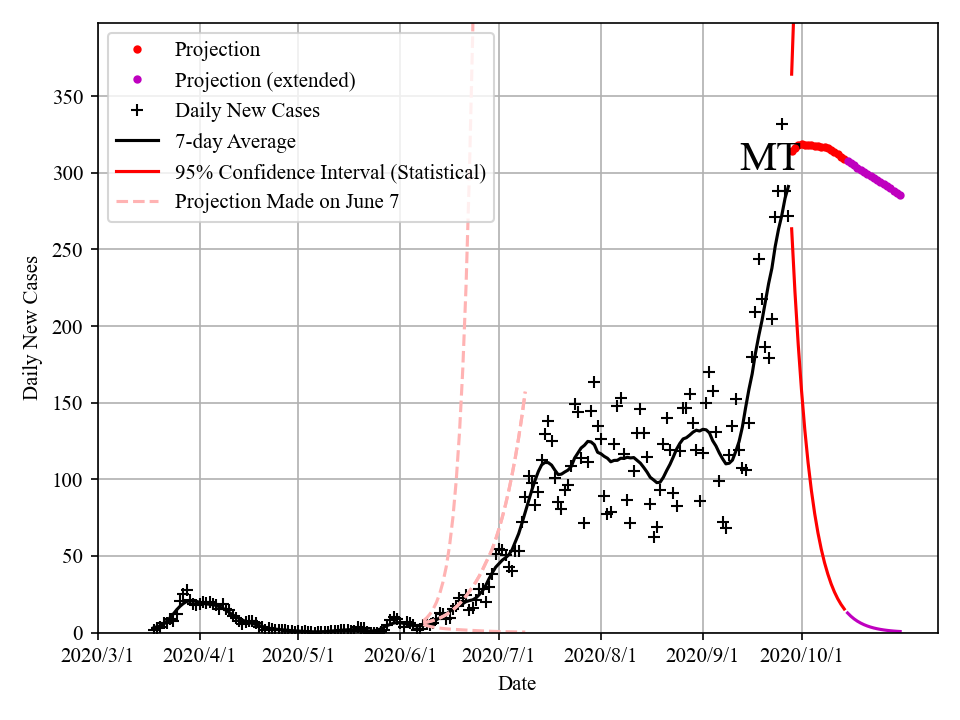 Projection
Projection (extended)
Daily New Cases
7-day Average
95% Confidence Interval (Statistical)
Projection Made on June 7
MT
350
300
250
200
150
100
50
0
Daily New Cases
2020/3/1 2020/4/1 2020/5/1 2020/6/1 2020/7/1 2020/8/1 2020/9/1 2020/10/1
Date